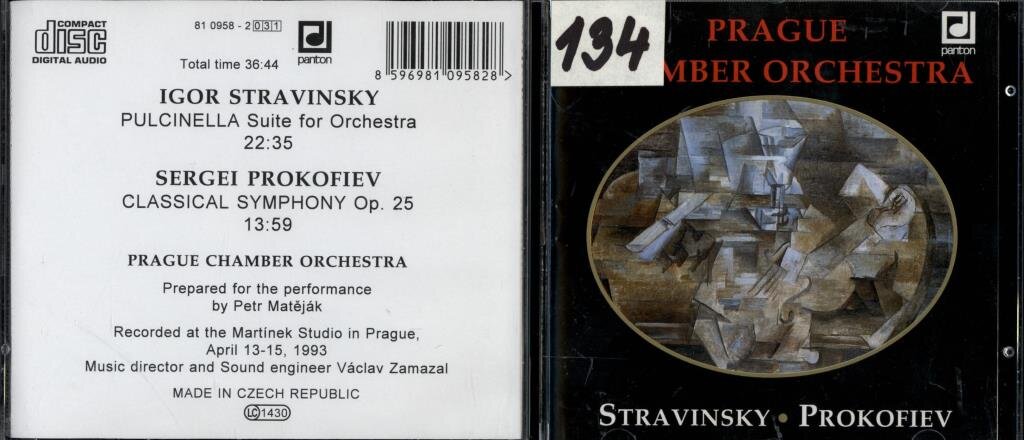 COMPACT
disc
DIGITAL AUDIO
81 0958 - 2 031
panton
Total time 36:44
8 596981 095828 >
IGOR STRAVINSKY
PULCINELLA Suite for Orchestra
22:35
SERGEI PROKOFIEV
CLASSICAL SYMPHONY Op. 25
13:59
PRAGUE CHAMBER ORCHESTRA
Prepared for the performance
by Petr Matěják
Recorded at the Martínek Studio in Prague,
April 13-15, 1993
Music director and Sound engineer Václav Zamazal
MADE IN CZECH REPUBLIC
LC 1430
134
PRAGUE
MBER ORCHESTRA
panton
STRAVINSKY • PROKOFIEV